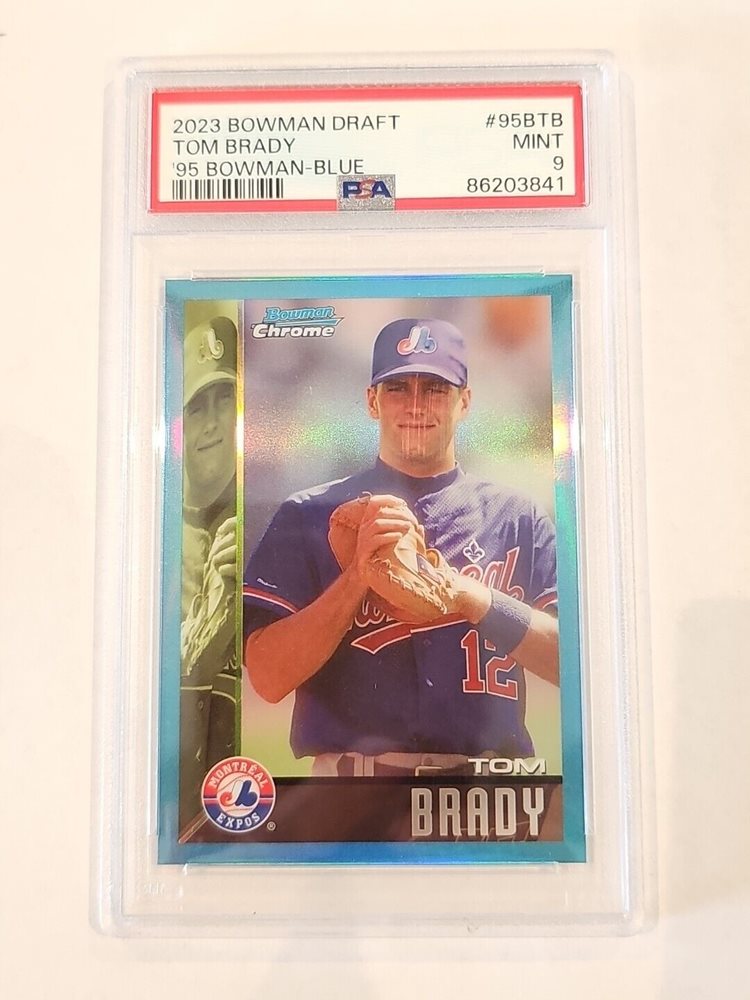 2023 BOWMAN DRAFT #95BTB
TOM BRADY MINT
'95 BOWMAN-BLUE 9
PSA 86203841
Bowman
Chrome
12
MONTRÉAL
EXPOS
®
TOM
BRADY